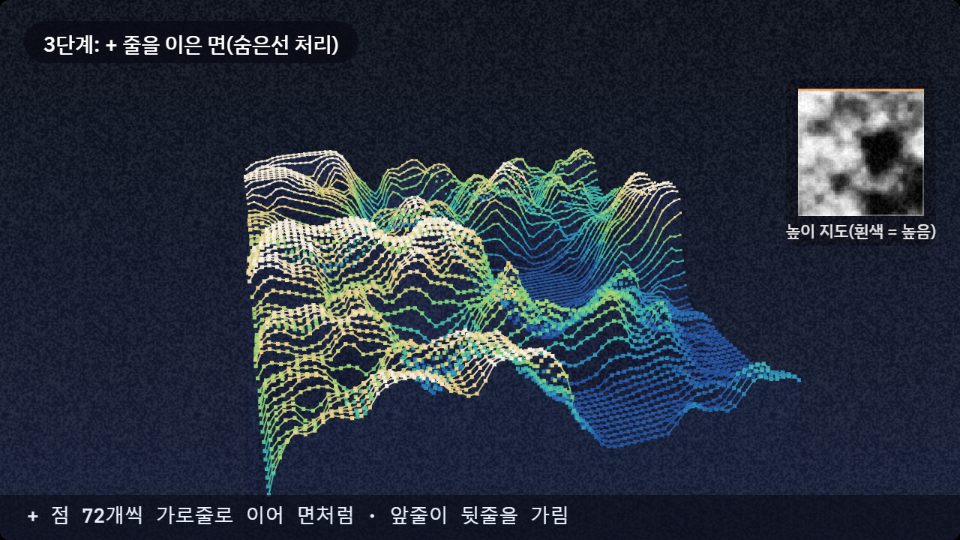 3단계: + 줄을 이은 면(숨은선 처리)
높이 지도(흰색 = 높음)
+ 점 72개씩 가로줄로 이어 면처럼 · 앞줄이 뒷줄을 가림